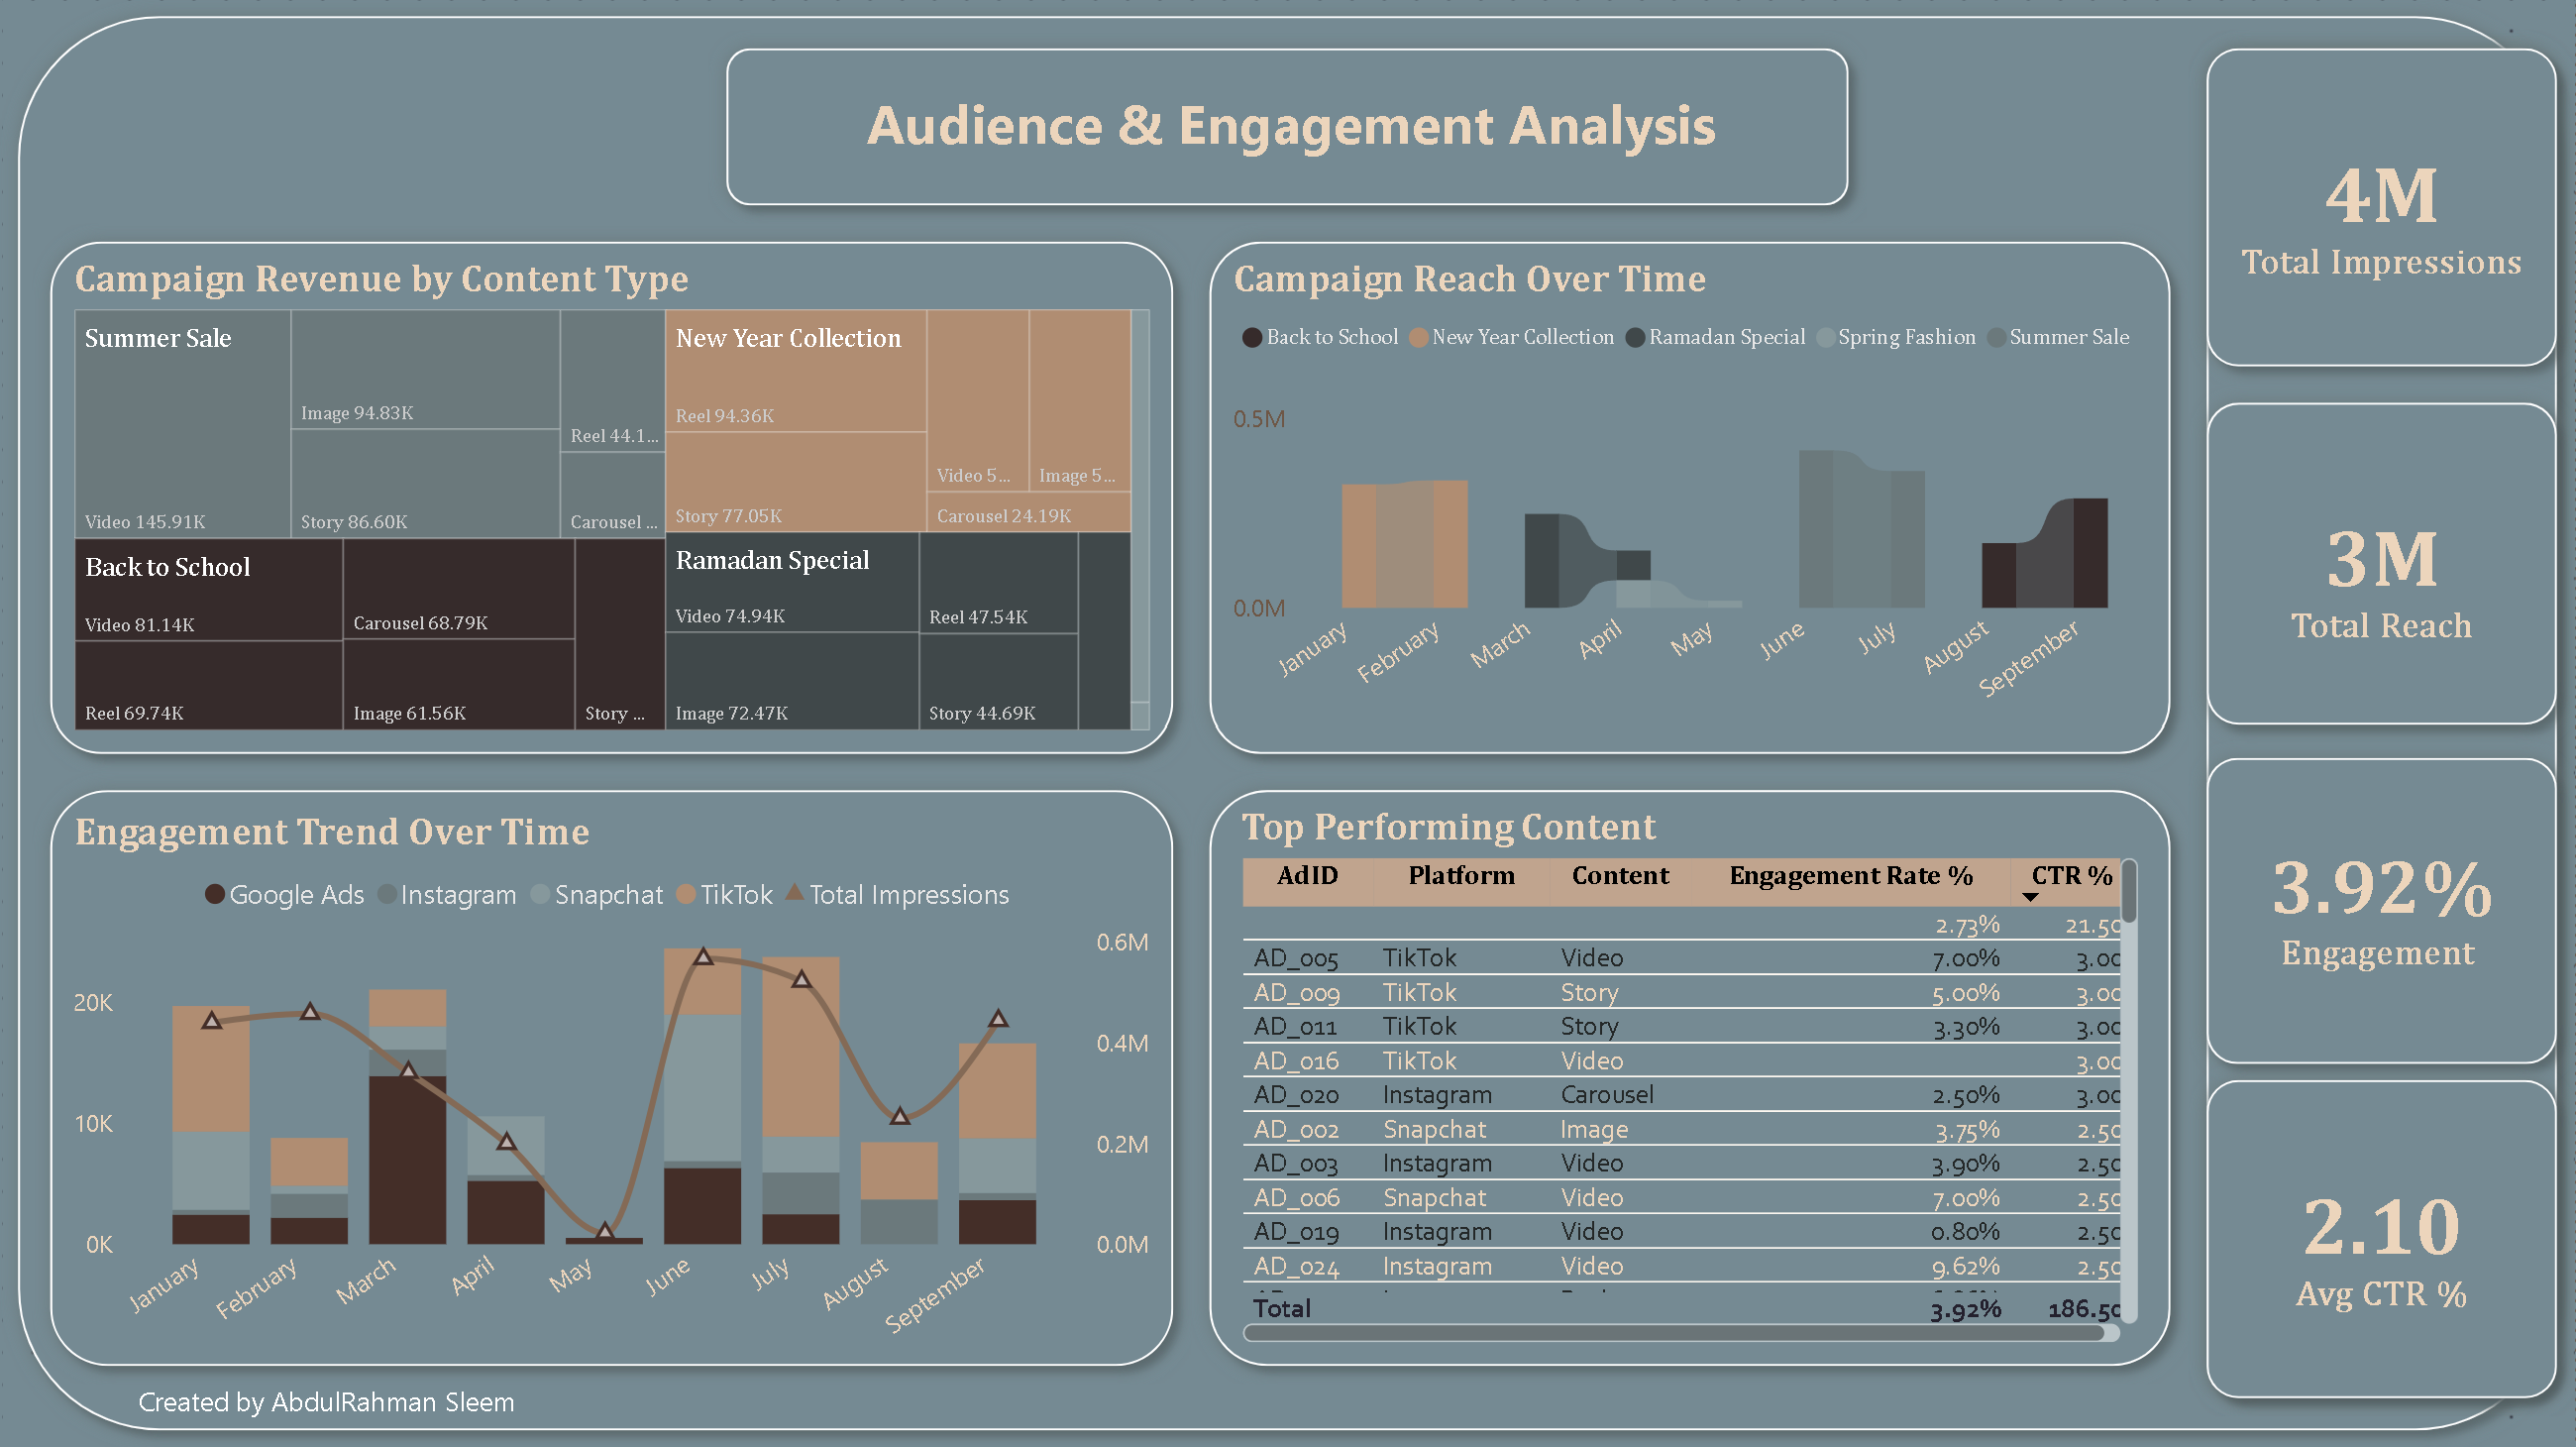 Audience & Engagement Analysis
4M
Total Impressions
3M
Total Reach
3.92%
Engagement
2.10
Avg CTR %
Campaign Revenue by Content Type
Summer Sale
Video 145.91K
Image 94.83K
Story 86.60K
Reel 44.1...
Carousel ...
New Year Collection
Reel 94.36K
Story 77.05K
Video 5...
Image 5...
Carousel 24.19K
Back to School
Video 81.14K
Reel 69.74K
Carousel 68.79K
Image 61.56K
Story ...
Ramadan Special
Video 74.94K
Image 72.47K
Reel 47.54K
Story 44.69K
Campaign Reach Over Time
Back to School New Year Collection Ramadan Special Spring Fashion Summer Sale
0.5M
0.0M
January February March April May June July August September
Engagement Trend Over Time
Google Ads Instagram Snapchat TikTok Total Impressions
20K
10K
0K
0.6M
0.4M
0.2M
0.0M
January February March April May June July August September
Top Performing Content
AdID Platform Content Engagement Rate % CTR %
2.73% 21.50
AD_005 TikTok Video 7.00% 3.00
AD_009 TikTok Story 5.00% 3.00
AD_011 TikTok Story 3.30% 3.00
AD_016 TikTok Video 3.00
AD_020 Instagram Carousel 2.50% 3.00
AD_002 Snapchat Image 3.75% 2.50
AD_003 Instagram Video 3.90% 2.50
AD_006 Snapchat Video 7.00% 2.50
AD_019 Instagram Video 0.80% 2.50
AD_024 Instagram Video 9.62% 2.50
Total 3.92% 186.50
Created by AbdulRahman Sleem